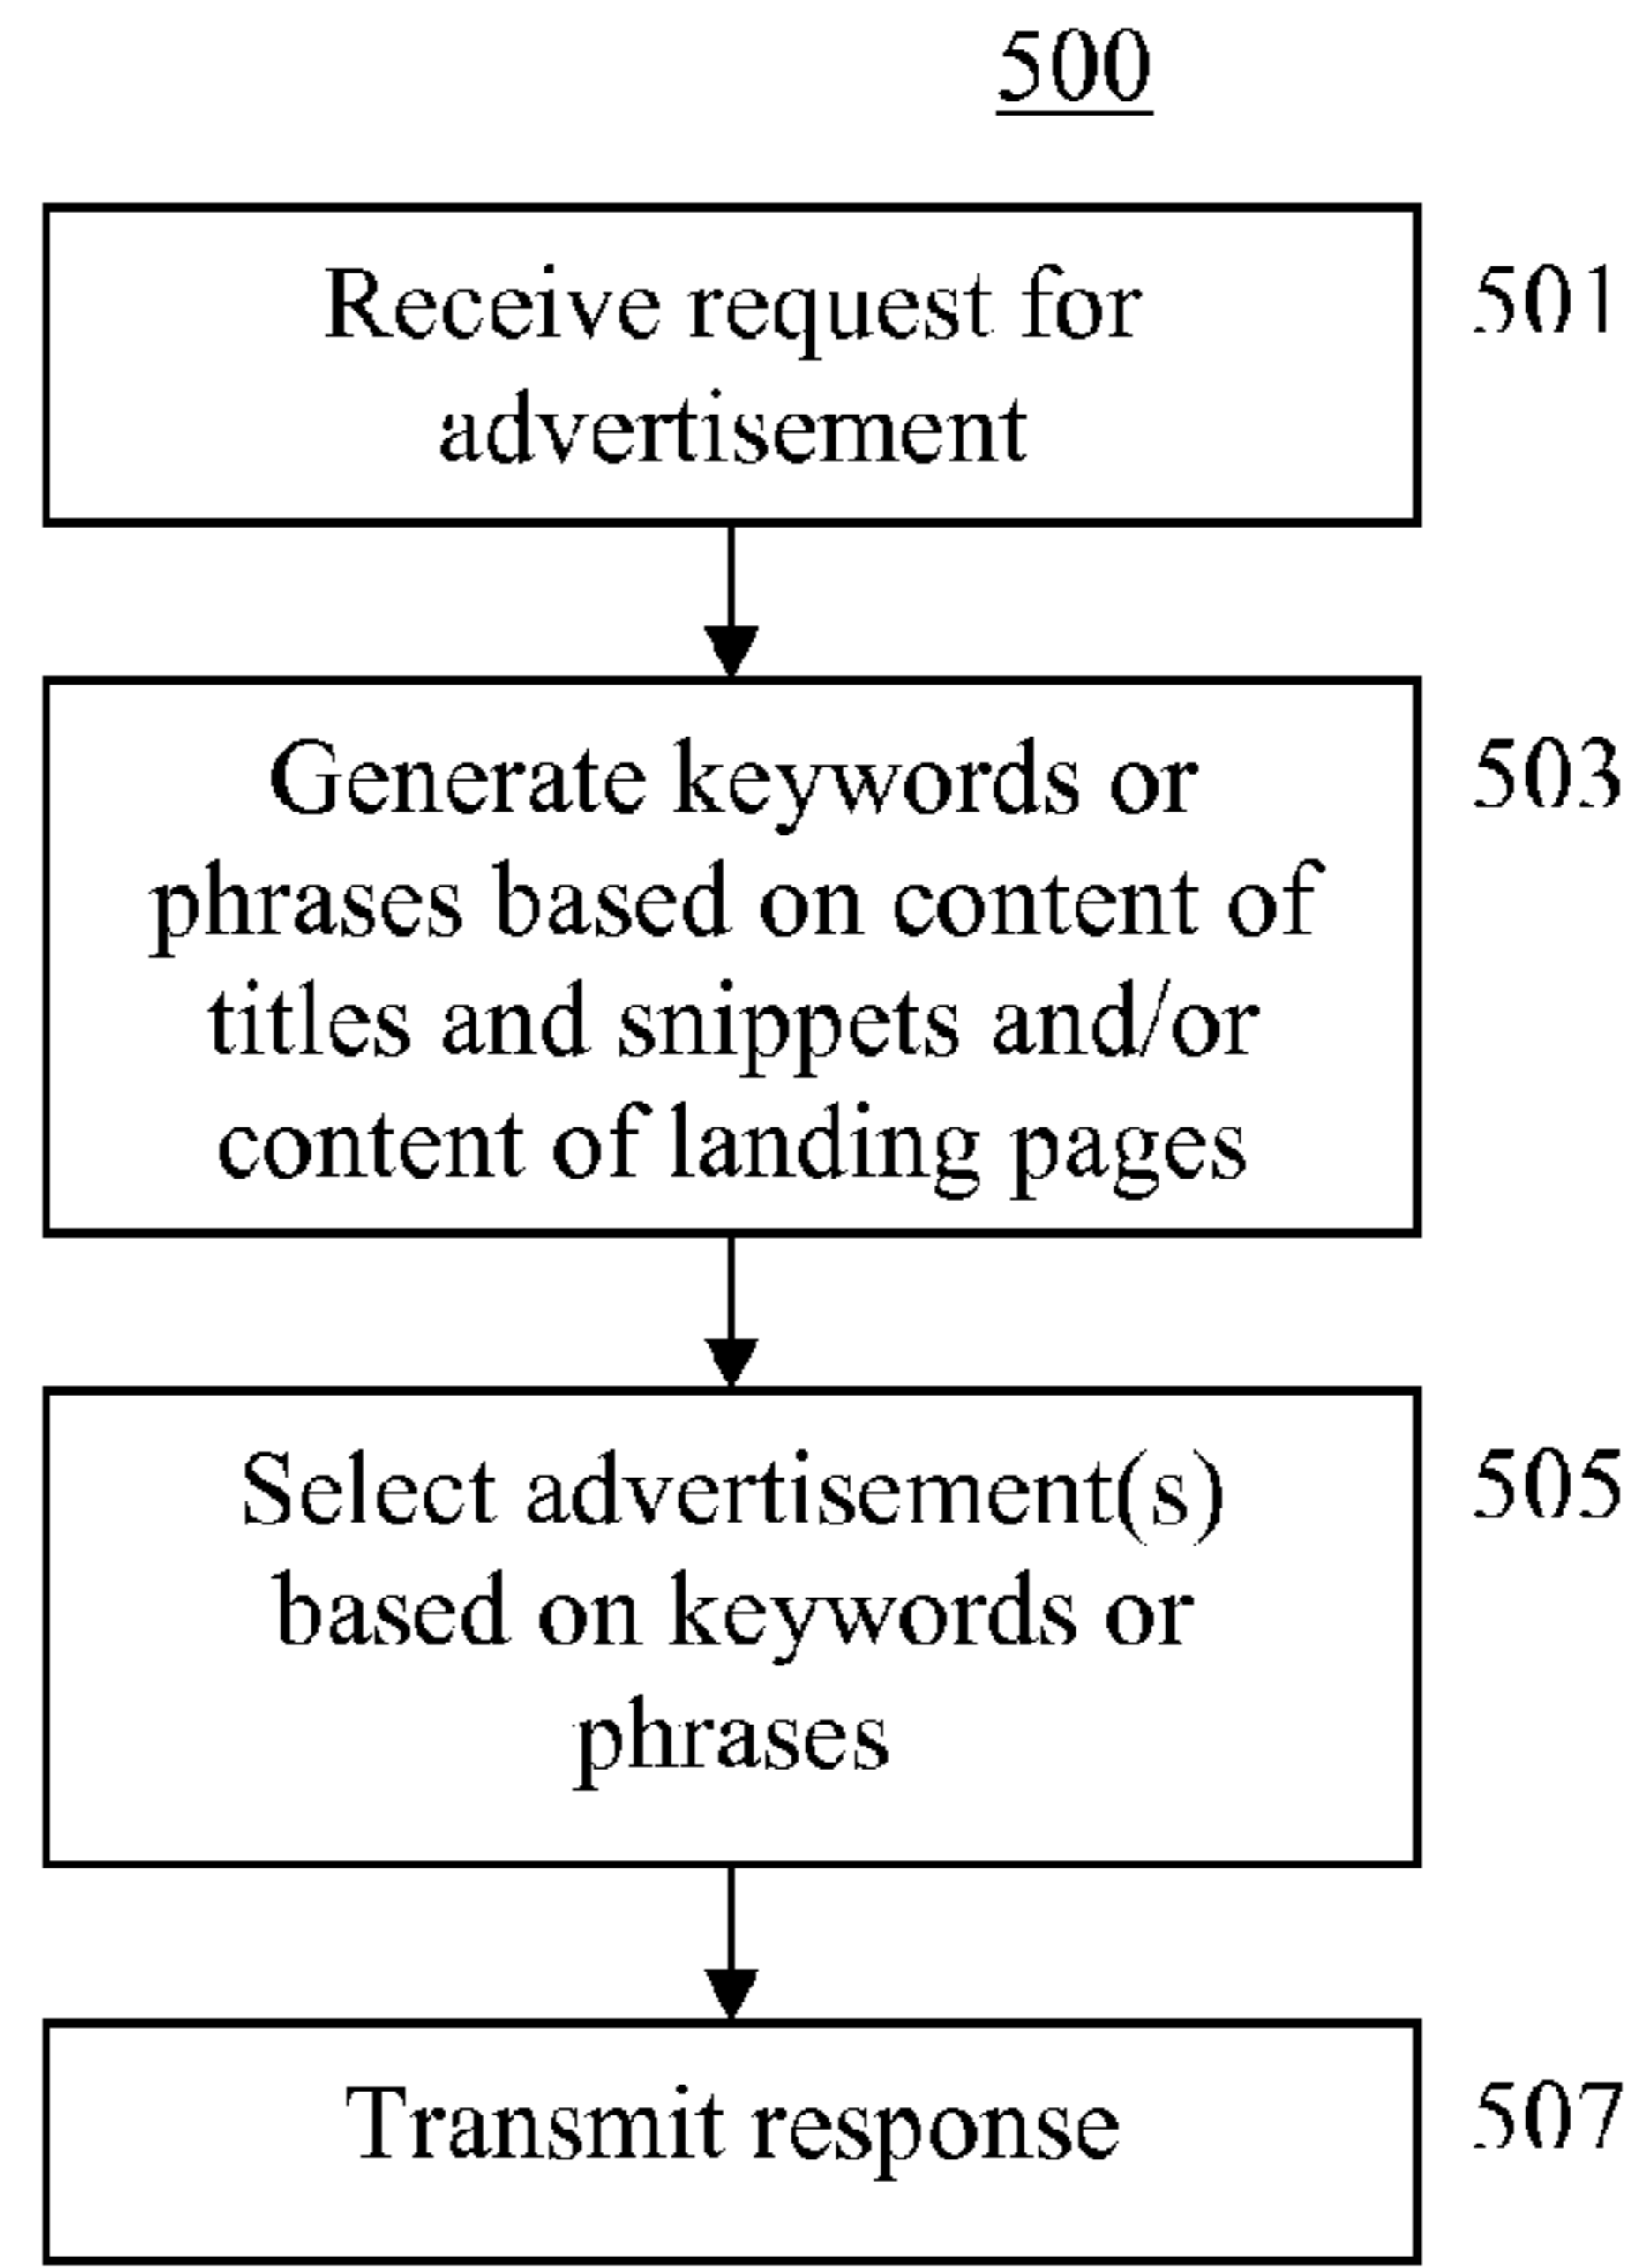 500
Receive request for
advertisement
501
Generate keywords or
phrases based on content of
titles and snippets and/or
content of landing pages
503
Select advertisement(s)
based on keywords or
phrases
505
Transmit response
507